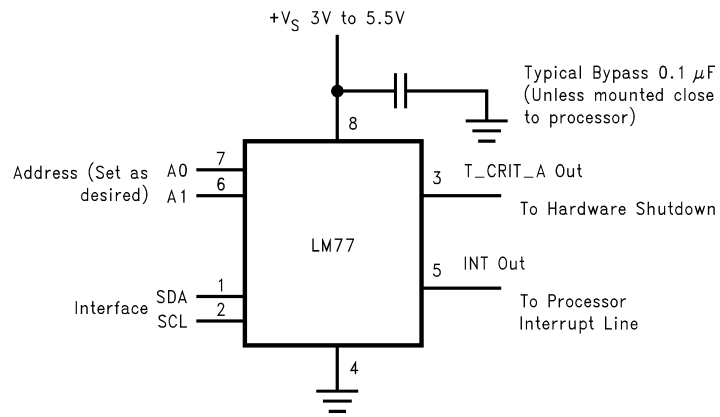 +VS 3V to 5.5V
Typical Bypass 0.1 μF
(Unless mounted close
to processor)
8
Address (Set as
desired)
A0
7
A1
6
3
T_CRIT_A Out
To Hardware Shutdown
LM77
5
INT Out
To Processor
Interrupt Line
Interface
SDA
1
SCL
2
4